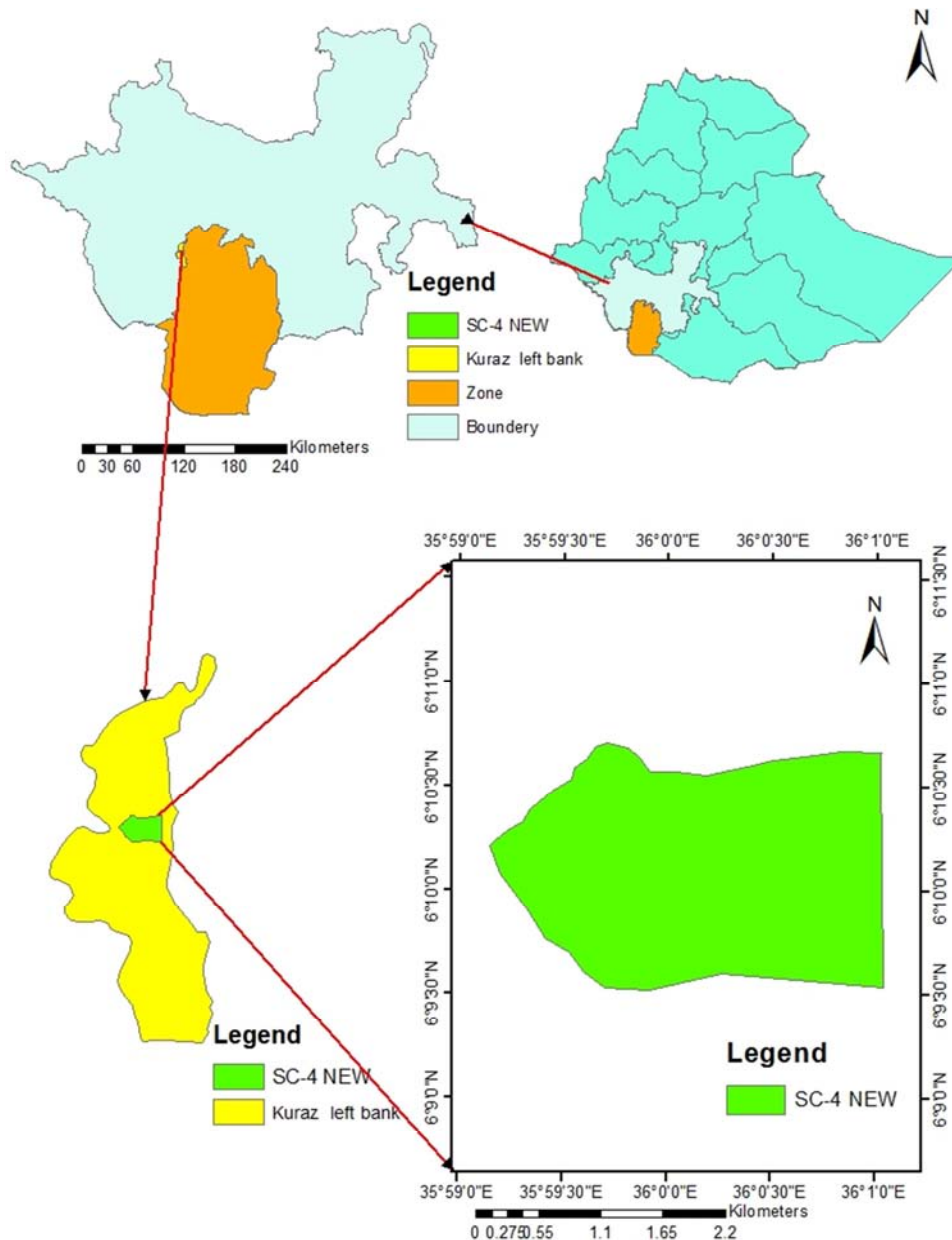 N
Legend
SC-4 NEW
Kuraz left bank
Zone
Boundery
Kilometers
0 30 60 120 180 240
35°59'0"E 35°59'30"E 36°0'0"E 36°0'30"E 36°1'0"E
N
6°11'30"N
6°11'0"N 6°11'0"N
6°10'30"N 6°10'30"N
6°10'0"N 6°10'0"N
6°9'30"N 6°9'30"N
6°9'0"N 6°9'0"N
Legend
SC-4 NEW
Kuraz left bank
Legend
SC-4 NEW
35°59'0"E 35°59'30"E 36°0'0"E 36°0'30"E 36°1'0"E
Kilometers
0 0.275 0.55 1.1 1.65 2.2